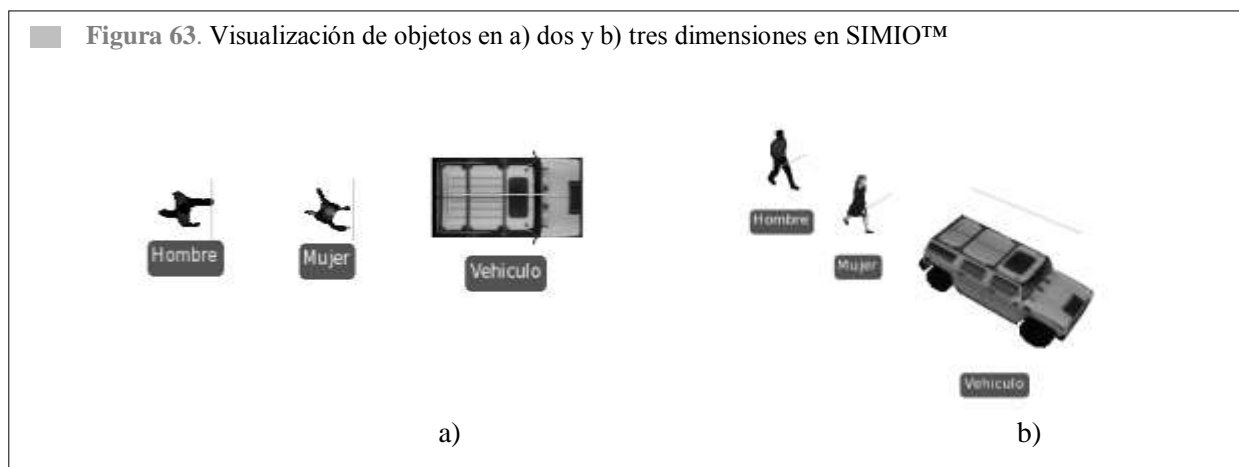 Figura 63. Visualización de objetos en a) dos y b) tres dimensiones en SIMIO™
Hombre
Mujer
Vehiculo
Hombre
Mujer
Vehiculo
a)
b)